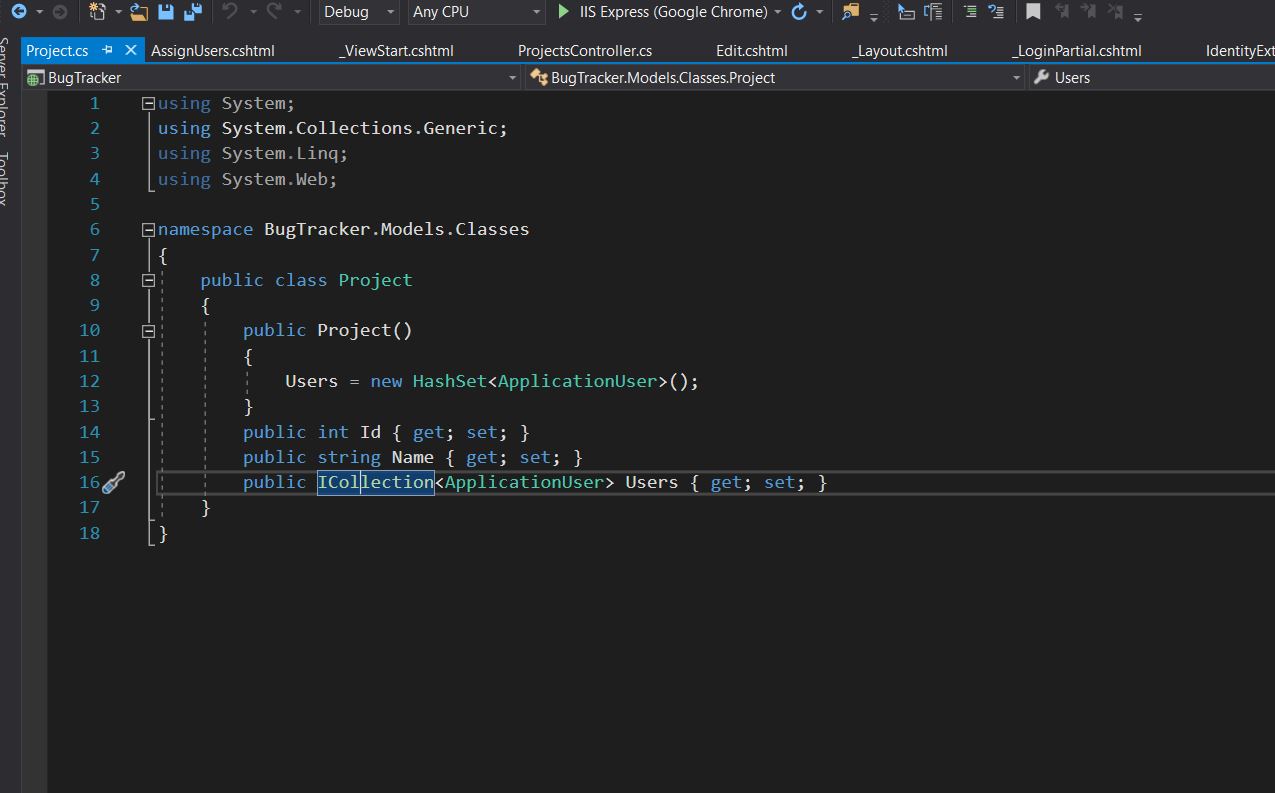 Debug Any CPU IIS Express (Google Chrome)
Project.cs AssignUsers.cshtml _ViewStart.cshtml ProjectsController.cs Edit.cshtml _Layout.cshtml _LoginPartial.cshtml IdentityExt
BugTracker BugTracker.Models.Classes.Project Users
Server Explorer
Toolbox
1 using System;
2 using System.Collections.Generic;
3 using System.Linq;
4 using System.Web;
5
6 namespace BugTracker.Models.Classes
7 {
8 public class Project
9 {
10 public Project()
11 {
12 Users = new HashSet<ApplicationUser>();
13 }
14 public int Id { get; set; }
15 public string Name { get; set; }
16 public ICollection<ApplicationUser> Users { get; set; }
17 }
18 }